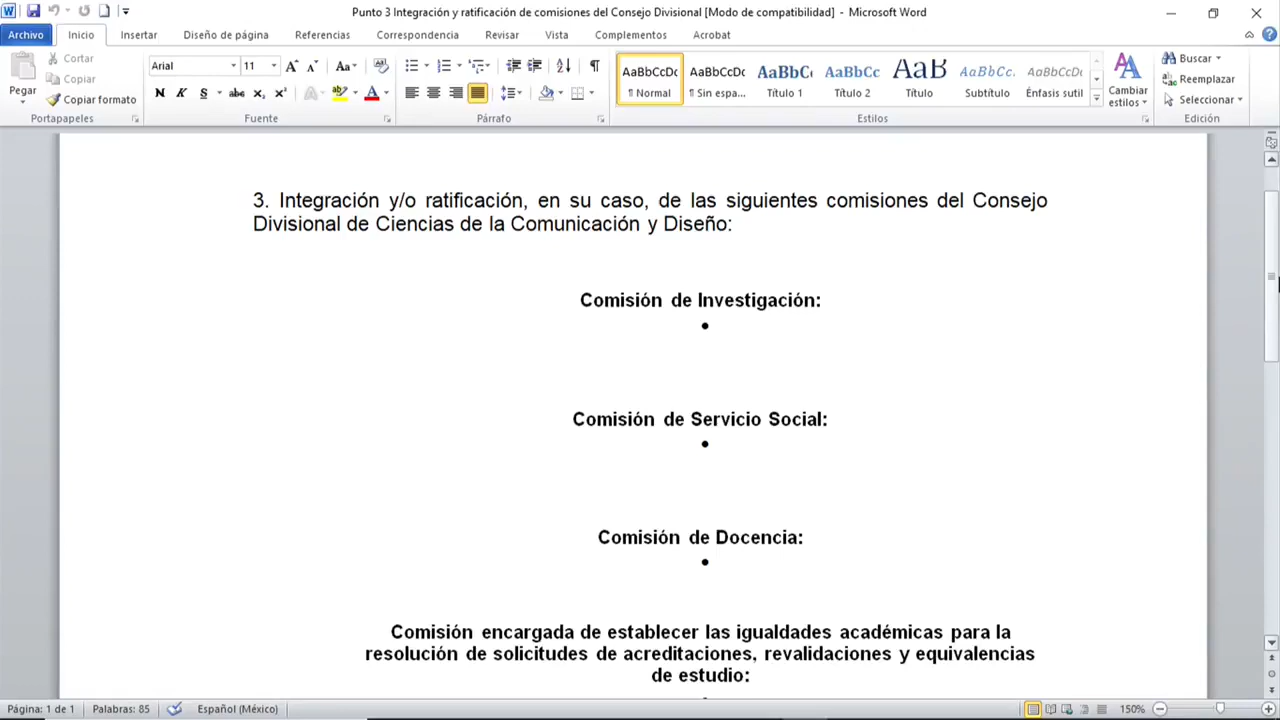 Punto 3 Integración y ratificación de comisiones del Consejo Divisional [Modo de compatibilidad] - Microsoft Word
Archivo Inicio Insertar Diseño de página Referencias Correspondencia Revisar Vista Complementos Acrobat
Pegar
Cortar
Copiar
Copiar formato
Portapapeles
Arial 11
N K S abc x₂ x²
Fuente
Párrafo
AaBbCcDc AaBbCcDc AaBbC AaBbCc AaB AaBbCc. AaBbCcDc
¶ Normal ¶ Sin espa... Título 1 Título 2 Título Subtítulo Énfasis sutil
Cambiar estilos
Estilos
Buscar
Reemplazar
Seleccionar
Edición
3. Integración y/o ratificación, en su caso, de las siguientes comisiones del Consejo
Divisional de Ciencias de la Comunicación y Diseño:
Comisión de Investigación:
•
Comisión de Servicio Social:
•
Comisión de Docencia:
•
Comisión encargada de establecer las igualdades académicas para la
resolución de solicitudes de acreditaciones, revalidaciones y equivalencias
de estudio:
Página: 1 de 1 Palabras: 85 Español (México) 150%